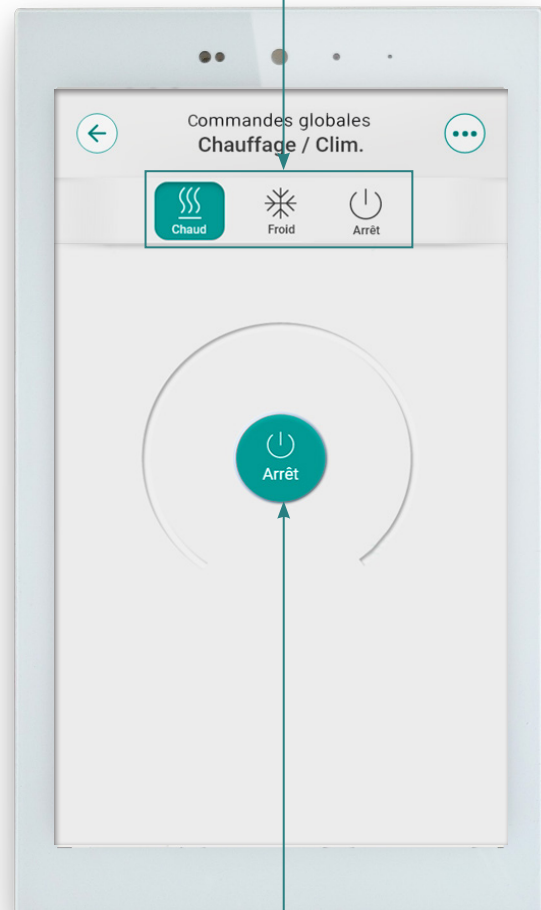 Commandes globales
Chauffage / Clim.
Chaud
Froid
Arrêt
Arrêt